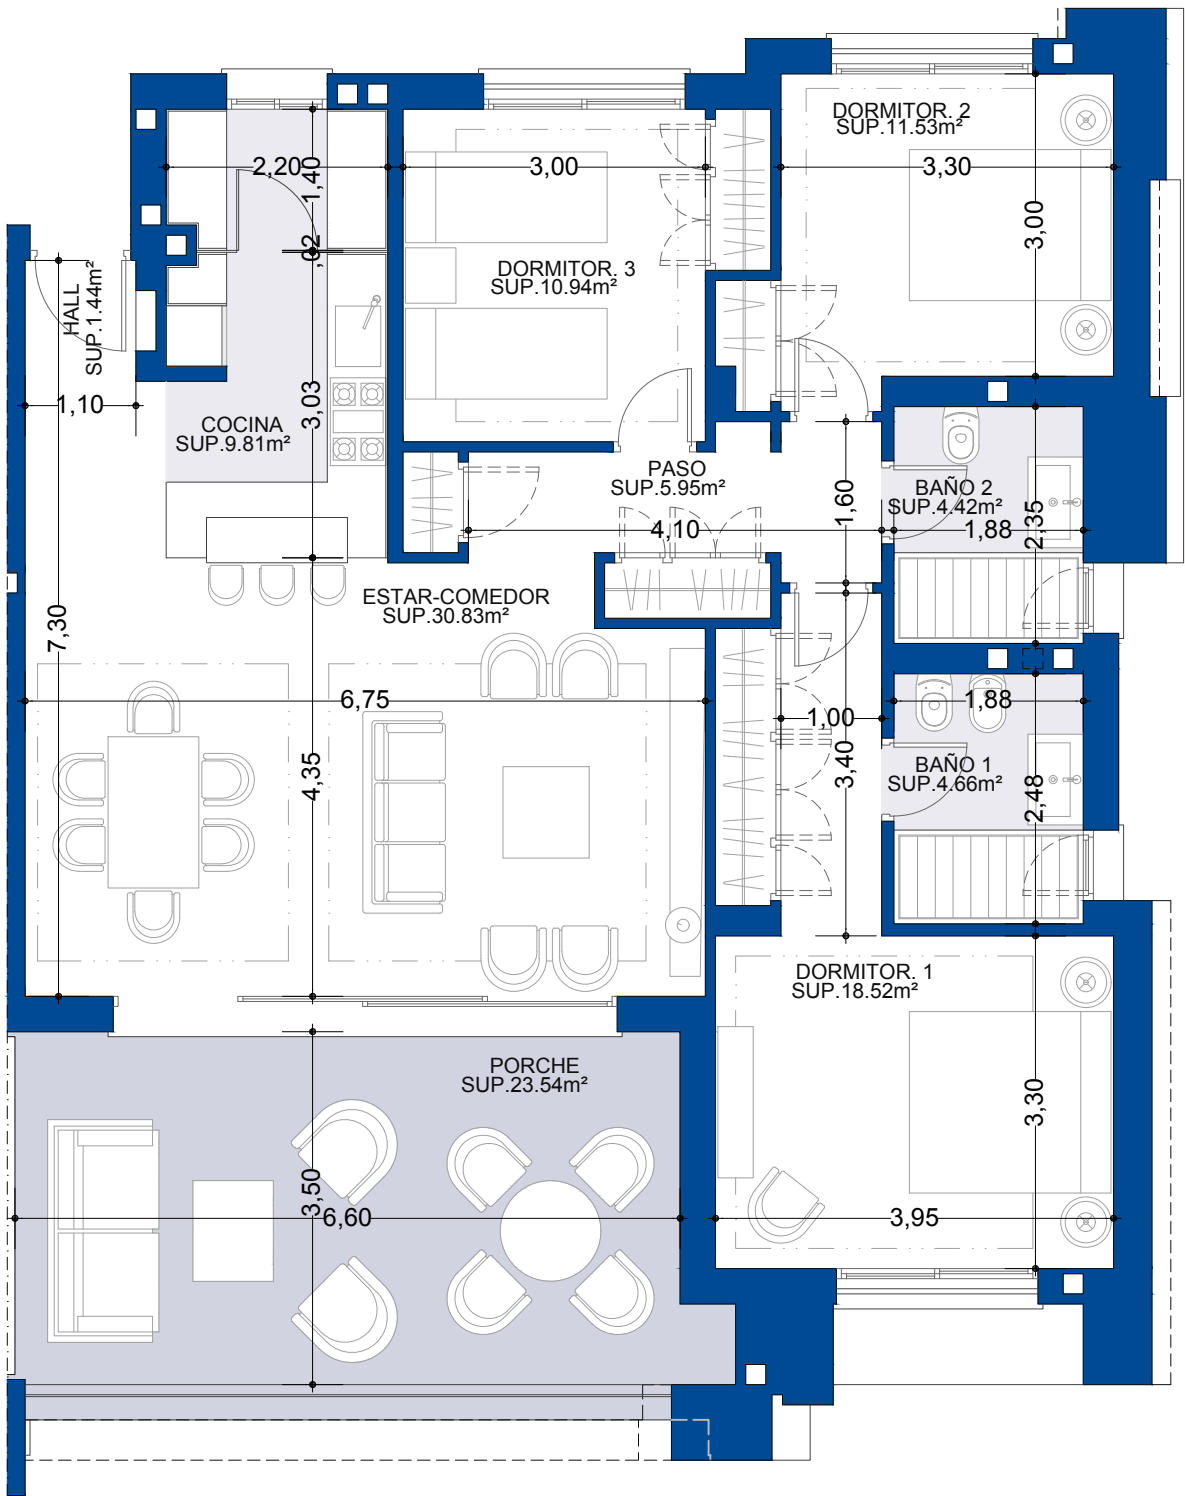 DORMITOR. 2
SUP.11.53m²
2,20
1,40
3,00
3,30
3,00
,02
DORMITOR. 3
SUP.10.94m²
HALL
SUP.1.44m²
1,10
3,03
COCINA
SUP.9.81m²
PASO
SUP.5.95m²
4,10
1,60
BAÑO 2
SUP.4.42m²
1,88
2,35
ESTAR-COMEDOR
SUP.30.83m²
7,30
6,75
4,35
1,00
3,40
1,88
BAÑO 1
SUP.4.66m²
2,48
DORMITOR. 1
SUP.18.52m²
PORCHE
SUP.23.54m²
3,30
3,50
6,60
3,95